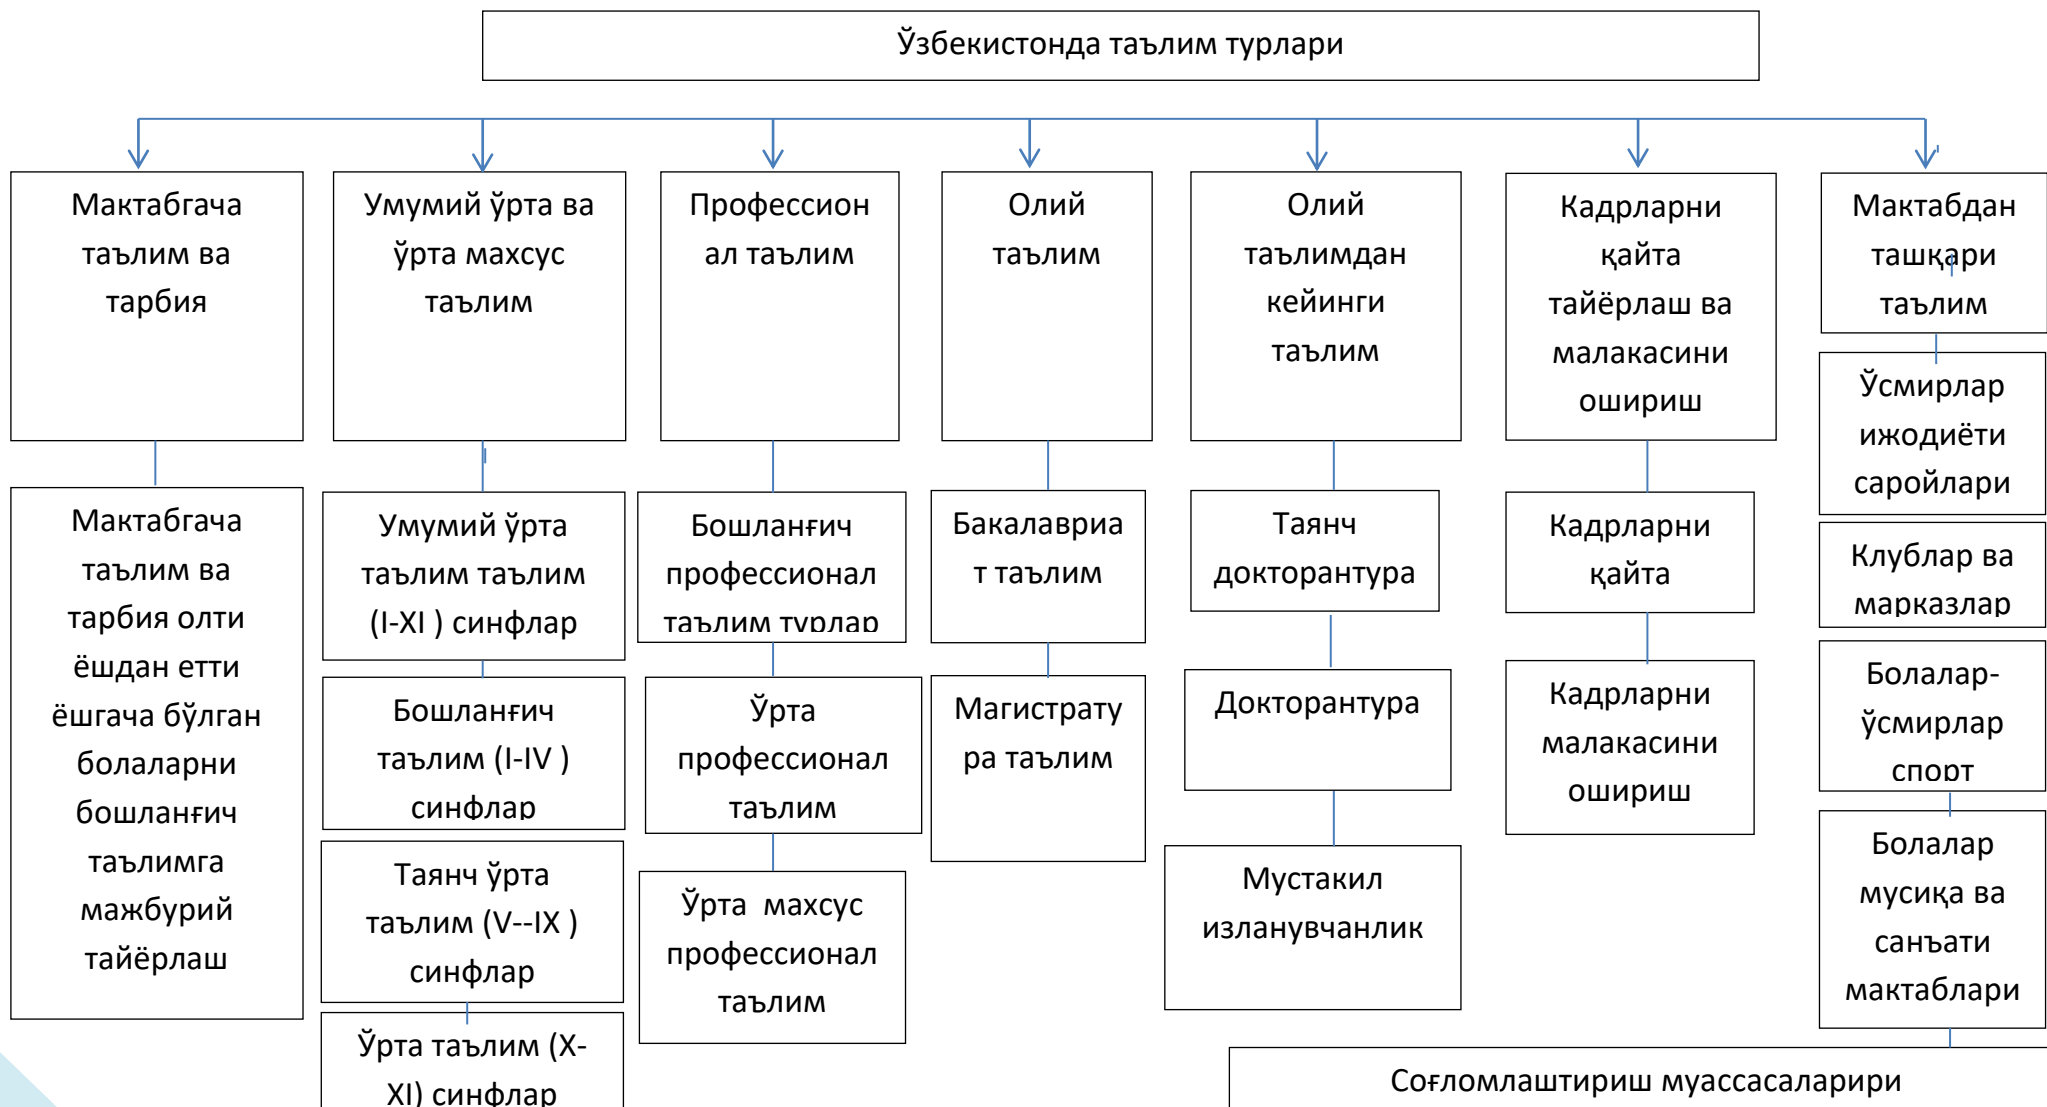 Ўзбекистонда таълим турлари
Мактабгача
таълим ва
тарбия
Умумий ўрта ва
ўрта махсус
таълим
Профессион
ал таълим
Олий
таълим
Олий
таълимдан
кейинги
таълим
Кадрларни
қайта
тайёрлаш ва
малакасини
ошириш
Мактабдан
ташқари
таълим
Мактабгача
таълим ва
тарбия олти
ёшдан етти
ёшгача бўлган
болаларни
бошланғич
таълимга
мажбурий
тайёрлаш
Умумий ўрта
таълим таълим
(I-XI ) синфлар
Бошланғич
таълим (I-IV )
синфлар
Таянч ўрта
таълим (V--IX )
синфлар
Ўрта таълим (X-
XI) синфлар
Бошланғич
профессионал
таълим турлар
Ўрта
профессионал
таълим
Ўрта  махсус
профессионал
таълим
Бакалавриа
т таълим
Магистрату
ра таълим
Таянч
докторантура
Докторантура
Мустакил
изланувчанлик
Кадрларни
қайта
Кадрларни
малакасини
ошириш
Ўсмирлар
ижодиёти
саройлари
Клублар ва
марказлар
Болалар-
ўсмирлар
спорт
Болалар
мусиқа ва
санъати
мактаблари
Соғломлаштириш муассасаларири